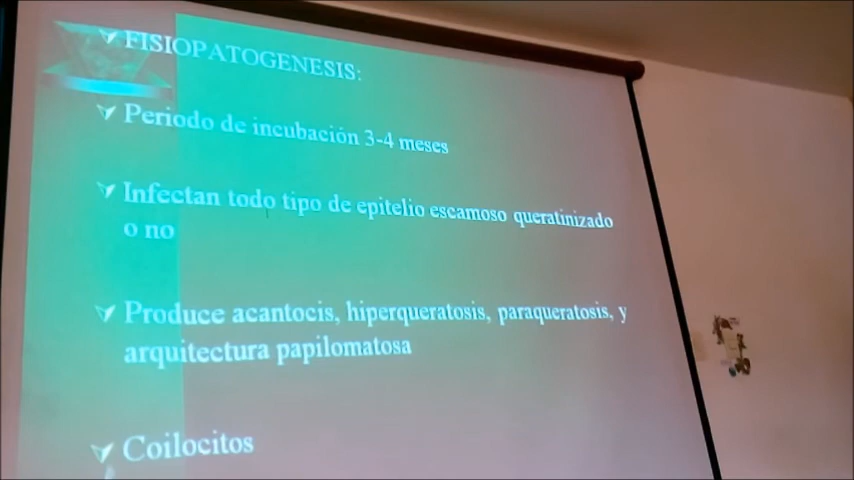 FISIOPATOGENESIS:
Periodo de incubación 3-4 meses
Infectan todo tipo de epitelio escamoso queratinizado
o no
Produce acantocis, hiperqueratosis, paraqueratosis, y
arquitectura papilomatosa
Coilocitos